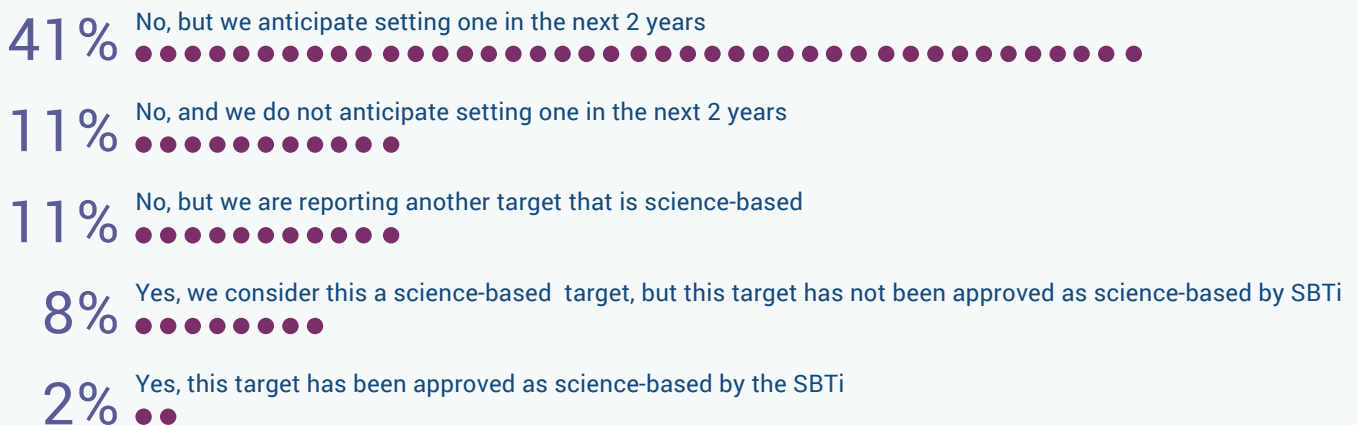 41% No, but we anticipate setting one in the next 2 years
11% No, and we do not anticipate setting one in the next 2 years
11% No, but we are reporting another target that is science-based
8% Yes, we consider this a science-based target, but this target has not been approved as science-based by SBTi
2% Yes, this target has been approved as science-based by the SBTi